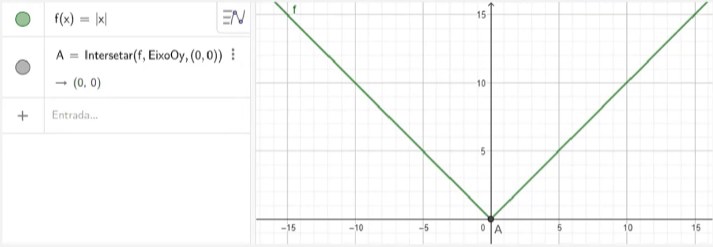 f(x) = |x|
A = Intersetar(f, EixoOy, (0, 0))
→ (0, 0)
Entrada...
f
15
10
5
−15
−10
−5
0
A
5
10
15